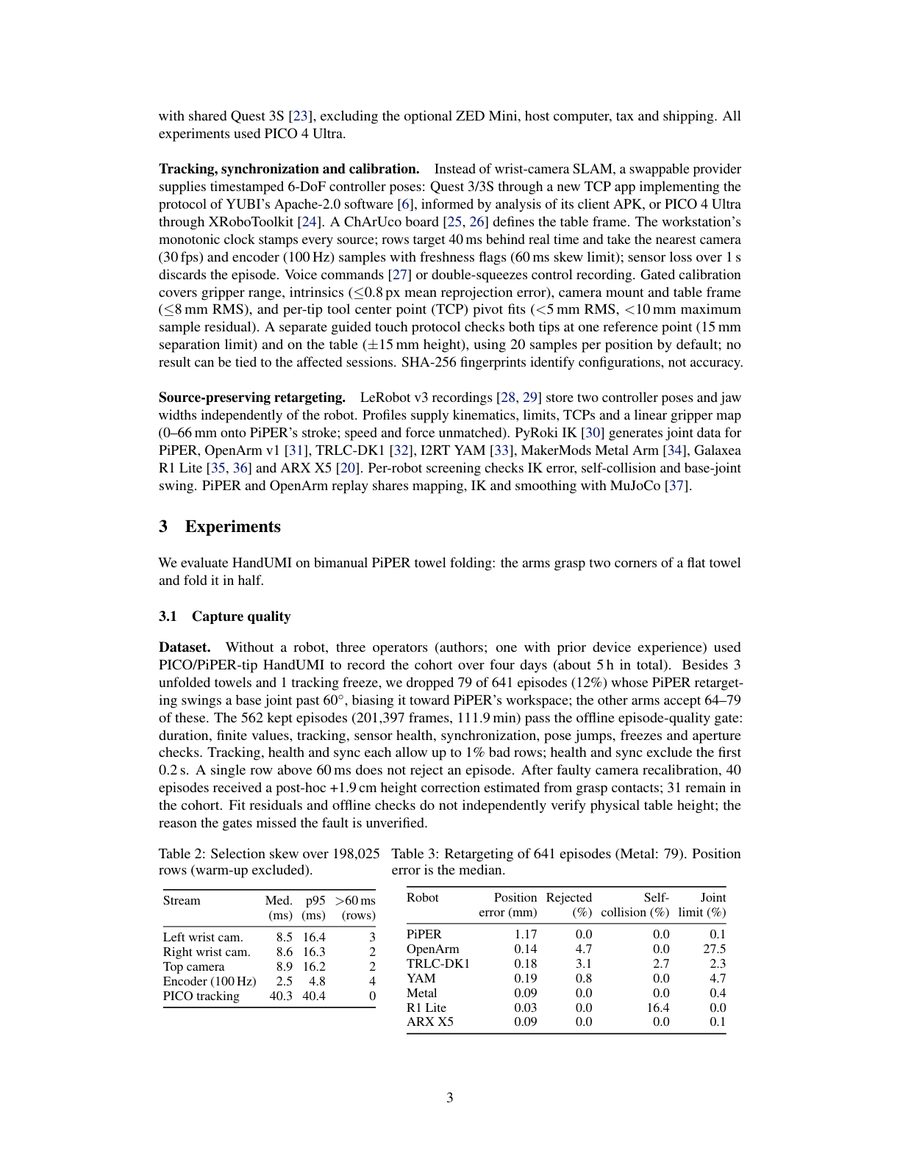 with shared Quest 3S [23], excluding the optional ZED Mini, host computer, tax and shipping. All
experiments used PICO 4 Ultra.
Tracking, synchronization and calibration. Instead of wrist-camera SLAM, a swappable provider
supplies timestamped 6-DoF controller poses: Quest 3/3S through a new TCP app implementing the
protocol of YUBI's Apache-2.0 software [6], informed by analysis of its client APK, or PICO 4 Ultra
through XRoboToolkit [24]. A ChArUco board [25, 26] defines the table frame. The workstation's
monotonic clock stamps every source; rows target 40 ms behind real time and take the nearest camera
(30 fps) and encoder (100 Hz) samples with freshness flags (60 ms skew limit); sensor loss over 1 s
discards the episode. Voice commands [27] or double-squeezes control recording. Gated calibration
covers gripper range, intrinsics (≤0.8 px mean reprojection error), camera mount and table frame
(≤8 mm RMS), and per-tip tool center point (TCP) pivot fits (<5 mm RMS, <10 mm maximum
sample residual). A separate guided touch protocol checks both tips at one reference point (15 mm
separation limit) and on the table (±15 mm height), using 20 samples per position by default; no
result can be tied to the affected sessions. SHA-256 fingerprints identify configurations, not accuracy.
Source-preserving retargeting. LeRobot v3 recordings [28, 29] store two controller poses and jaw
widths independently of the robot. Profiles supply kinematics, limits, TCPs and a linear gripper map
(0–66 mm onto PiPER's stroke; speed and force unmatched). PyRoki IK [30] generates joint data for
PiPER, OpenArm v1 [31], TRLC-DK1 [32], I2RT YAM [33], MakerMods Metal Arm [34], Galaxea
R1 Lite [35, 36] and ARX X5 [20]. Per-robot screening checks IK error, self-collision and base-joint
swing. PiPER and OpenArm replay shares mapping, IK and smoothing with MuJoCo [37].
3 Experiments
We evaluate HandUMI on bimanual PiPER towel folding: the arms grasp two corners of a flat towel
and fold it in half.
3.1 Capture quality
Dataset. Without a robot, three operators (authors; one with prior device experience) used
PICO/PiPER-tip HandUMI to record the cohort over four days (about 5 h in total). Besides 3
unfolded towels and 1 tracking freeze, we dropped 79 of 641 episodes (12%) whose PiPER retarget-
ing swings a base joint past 60°, biasing it toward PiPER's workspace; the other arms accept 64–79
of these. The 562 kept episodes (201,397 frames, 111.9 min) pass the offline episode-quality gate:
duration, finite values, tracking, sensor health, synchronization, pose jumps, freezes and aperture
checks. Tracking, health and sync each allow up to 1% bad rows; health and sync exclude the first
0.2 s. A single row above 60 ms does not reject an episode. After faulty camera recalibration, 40
episodes received a post-hoc +1.9 cm height correction estimated from grasp contacts; 31 remain in
the cohort. Fit residuals and offline checks do not independently verify physical table height; the
reason the gates missed the fault is unverified.
Table 2: Selection skew over 198,025
rows (warm-up excluded).
Stream Med. p95 >60 ms
(ms) (ms) (rows)
Left wrist cam. 8.5 16.4 3
Right wrist cam. 8.6 16.3 2
Top camera 8.9 16.2 2
Encoder (100 Hz) 2.5 4.8 4
PICO tracking 40.3 40.4 0
Table 3: Retargeting of 641 episodes (Metal: 79). Position
error is the median.
Robot Position Rejected Self- Joint
error (mm) (%) collision (%) limit (%)
PiPER 1.17 0.0 0.0 0.1
OpenArm 0.14 4.7 0.0 27.5
TRLC-DK1 0.18 3.1 2.7 2.3
YAM 0.19 0.8 0.0 4.7
Metal 0.09 0.0 0.0 0.4
R1 Lite 0.03 0.0 16.4 0.0
ARX X5 0.09 0.0 0.0 0.1
3